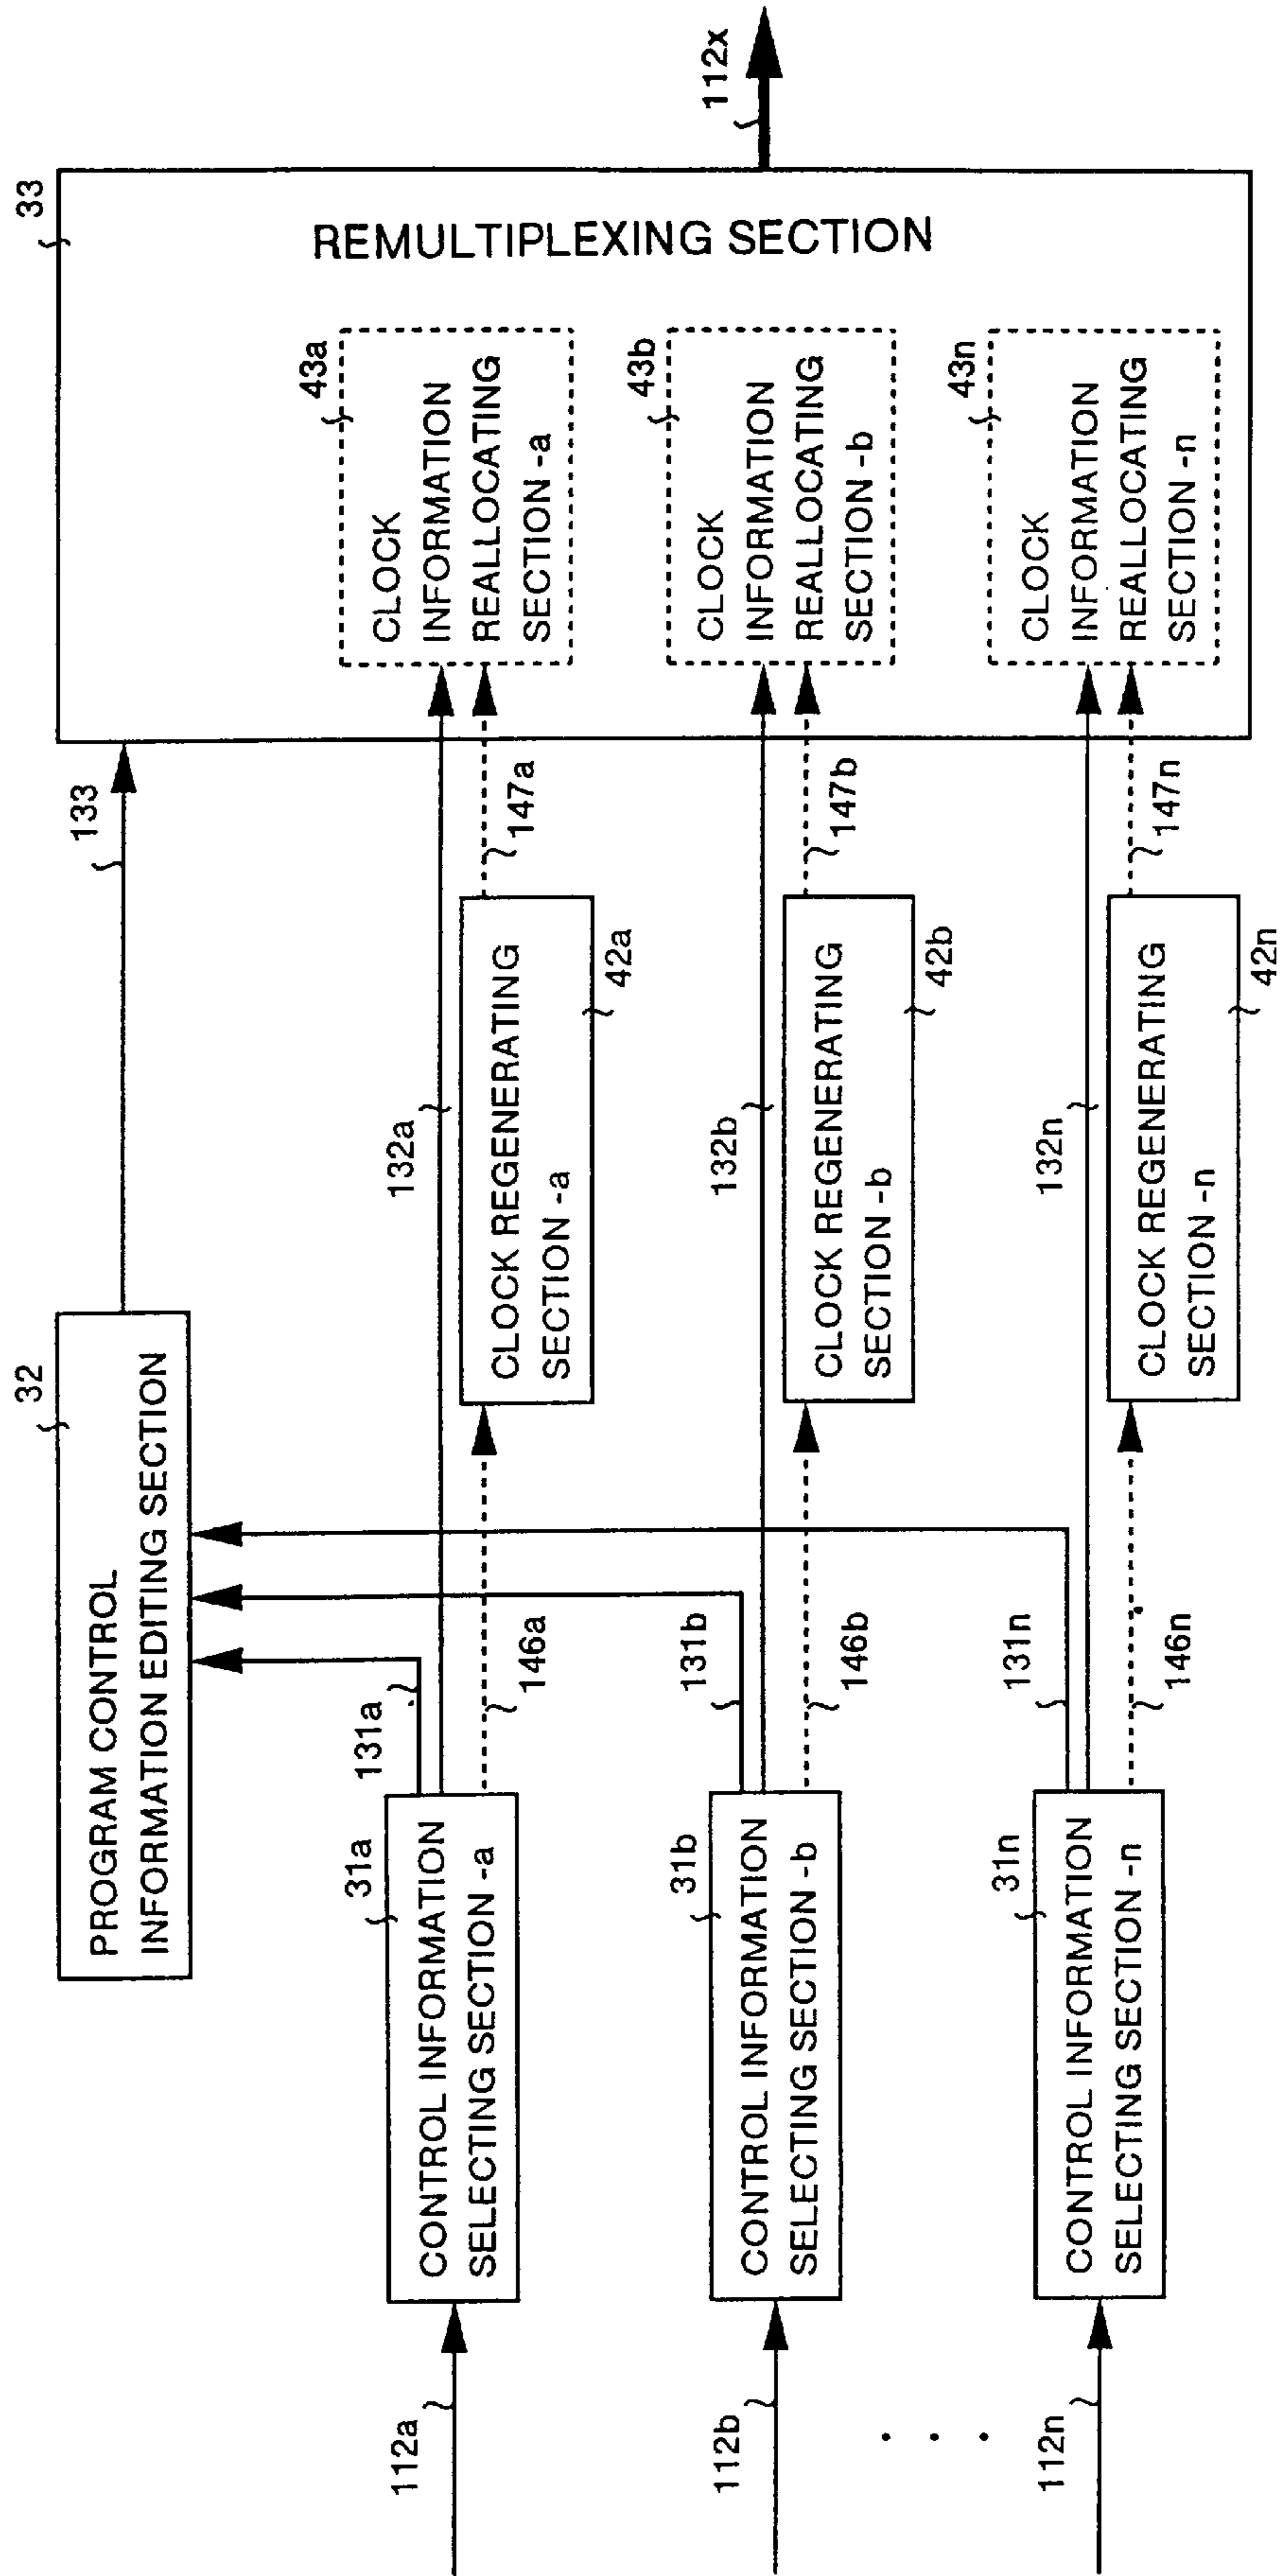 32
PROGRAM CONTROL
INFORMATION EDITING SECTION
133
33
REMULTIPLEXING SECTION
112x
112a
31a
CONTROL INFORMATION
SELECTING SECTION -a
131a
132a
146a
CLOCK REGENERATING
SECTION -a
42a
147a
43a
CLOCK
INFORMATION
REALLOCATING
SECTION -a
112b
31b
CONTROL INFORMATION
SELECTING SECTION -b
131b
132b
146b
CLOCK REGENERATING
SECTION -b
42b
147b
43b
CLOCK
INFORMATION
REALLOCATING
SECTION -b
. . .
112n
31n
CONTROL INFORMATION
SELECTING SECTION -n
131n
132n
146n
CLOCK REGENERATING
SECTION -n
42n
147n
43n
CLOCK
INFORMATION
REALLOCATING
SECTION -n